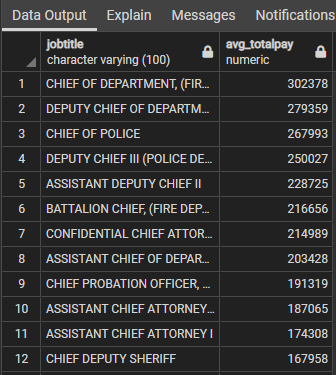 Data Output Explain Messages Notifications
jobtitle avg_totalpay
character varying (100) numeric
1 CHIEF OF DEPARTMENT, (FIR... 302378
2 DEPUTY CHIEF OF DEPARTM... 279359
3 CHIEF OF POLICE 267993
4 DEPUTY CHIEF III (POLICE DE... 250027
5 ASSISTANT DEPUTY CHIEF II 228725
6 BATTALION CHIEF, (FIRE DEP... 216656
7 CONFIDENTIAL CHIEF ATTOR... 214989
8 ASSISTANT CHIEF OF DEPAR... 203428
9 CHIEF PROBATION OFFICER, ... 191319
10 ASSISTANT CHIEF ATTORNEY... 187065
11 ASSISTANT CHIEF ATTORNEY I 174308
12 CHIEF DEPUTY SHERIFF 167958